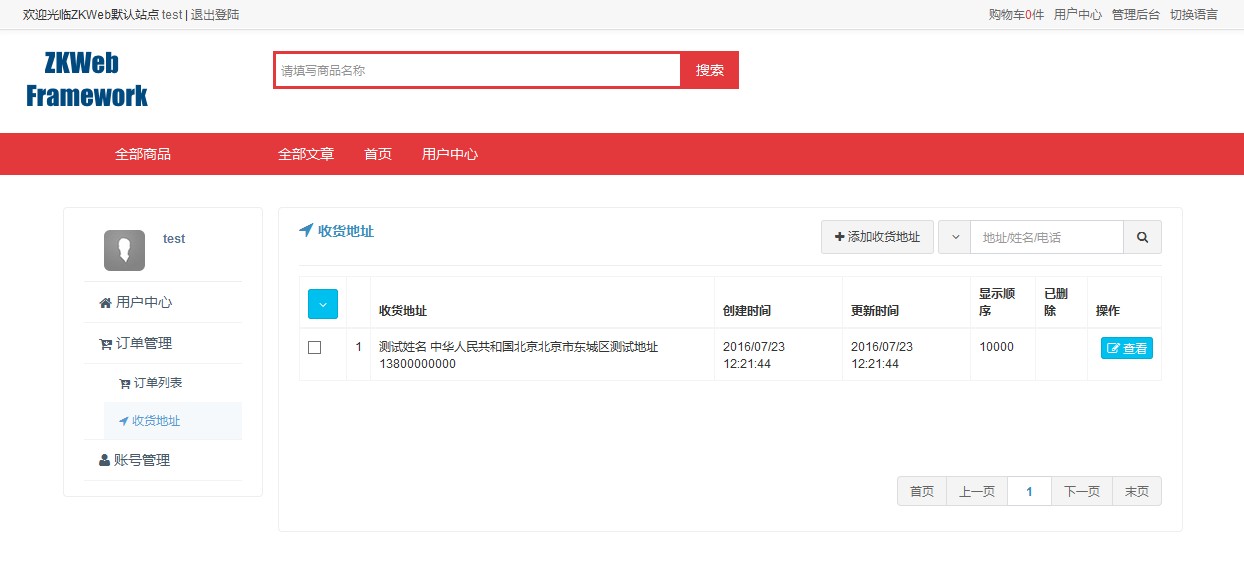 欢迎光临ZKWeb默认站点 test | 退出登陆
购物车0件 用户中心 管理后台 切换语言
ZKWeb
Framework
请填写商品名称
搜索
全部商品
全部文章
首页
用户中心
test
用户中心
订单管理
订单列表
收货地址
账号管理
收货地址
添加收货地址
地址/姓名/电话
收货地址
创建时间
更新时间
显示顺
序
已删
除
操作
1
测试姓名 中华人民共和国北京北京市东城区测试地址
13800000000
2016/07/23
12:21:44
2016/07/23
12:21:44
10000
查看
首页
上一页
1
下一页
末页